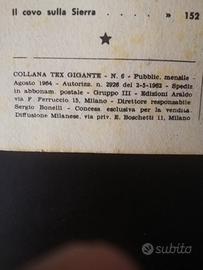 Il covo sulla Sierra . . . . » 152
COLLANA TEX GIGANTE - N. 6 - Pubblic. mensile -
Agosto 1964 - Autorizz. n. 2926 del 2-5-1962 - Spediz
in abbonam. postale - Gruppo III - Edizioni Araldo
via F. Ferruccio 15, Milano - Direttore responsabile
Sergio Bonelli - Concess. esclusiva per la vendita
Diffusione Milanese, via priv. E. Boschetti 11, Milano
subito